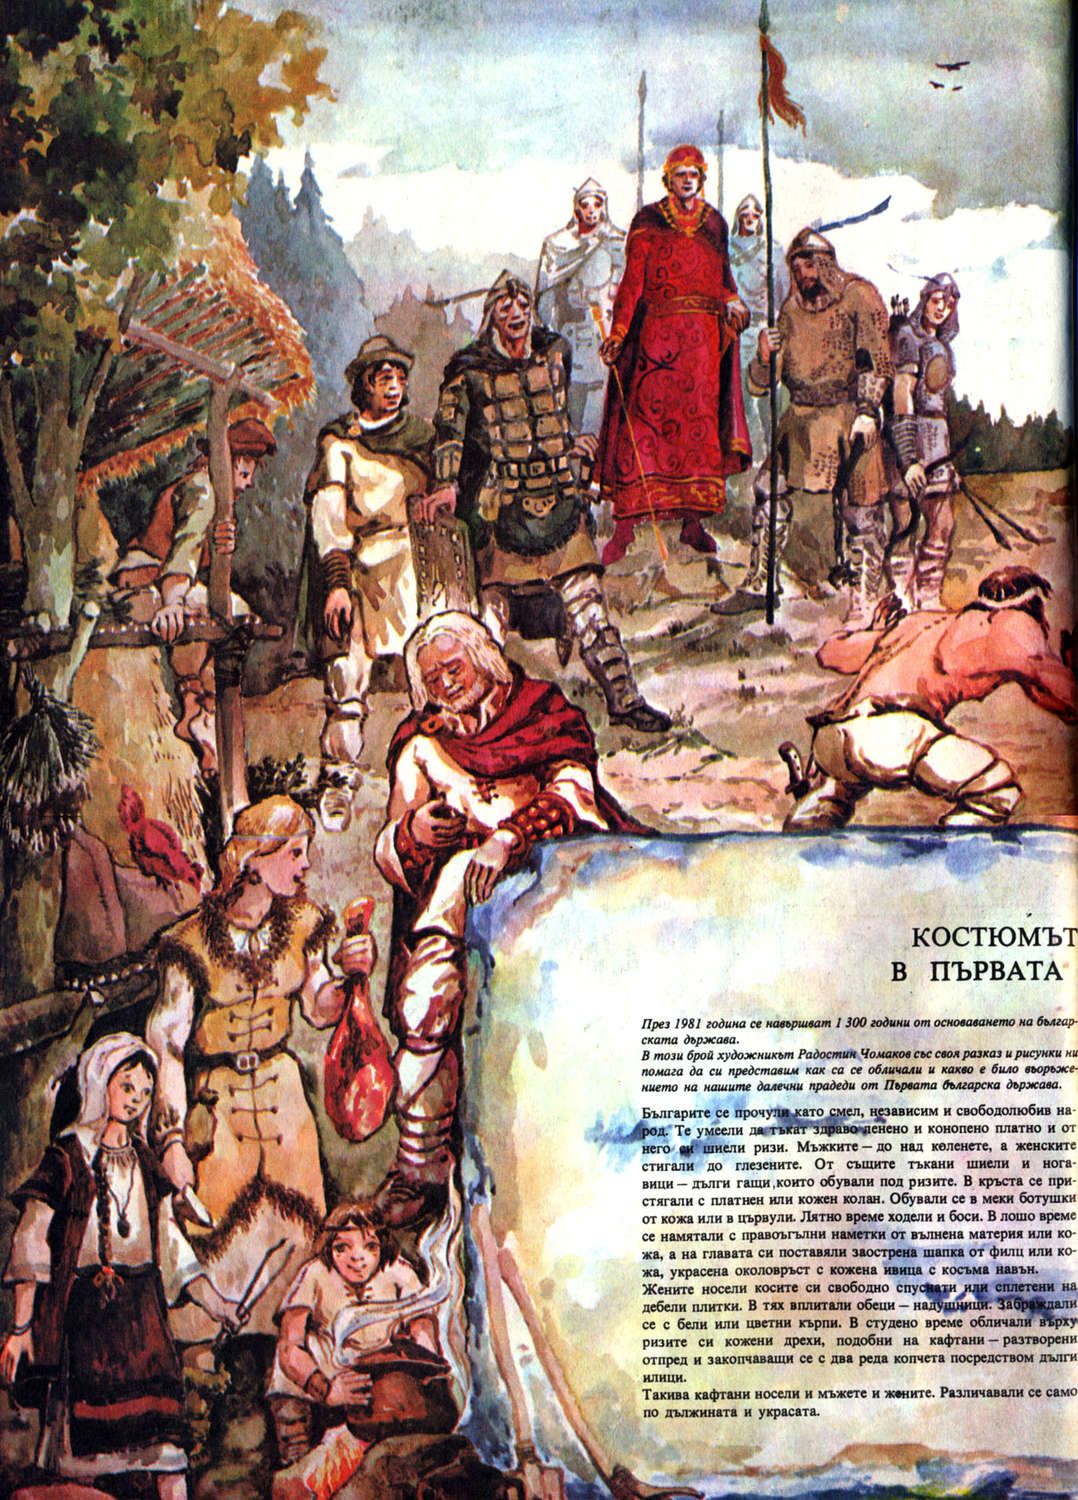 КОСТЮМЪТ
В ПЪРВАТА
През 1981 година се навършват 1 300 години от основаването на българ-
ската държава.
В този брой художникът Радостин Чомаков със своя разказ и рисунки ни
помага да си представим как са се обличали и какво е било въоръже-
нието на нашите далечни прадеди от Първата българска държава.
Българите се прочули като смел, независим и свободолюбив на-
род. Те умеели да тъкат здраво ленено и конопено платно и от
него си шиели ризи. Мъжките — до над коленете, а женските
стигали до глезените. От същите тъкани шиели и нога-
вици — дълги гащи, които обували под ризите. В кръста се при-
стягали с платнен или кожен колан. Обували се в меки ботушки
от кожа или в цървули. Лятно време ходели и боси. В лошо време
се намятали с правоъгълни наметки от вълнена материя или ко-
жа, а на главата си поставяли заострена шапка от филц или ко-
жа, украсена околовръст с кожена ивица с косъма навън.
Жените носели косите си свободно спуснати или сплетени на
дебели плитки. В тях вплитали обеци — надушници. Забраждали
се с бели или цветни кърпи. В студено време обличали върху
ризите си кожени дрехи, подобни на кафтани — разтворени
отпред и закопчаващи се с два реда копчета посредством дълги
илици.
Такива кафтани носели и мъжете и жените. Различавали се само
по дължината и украсата.